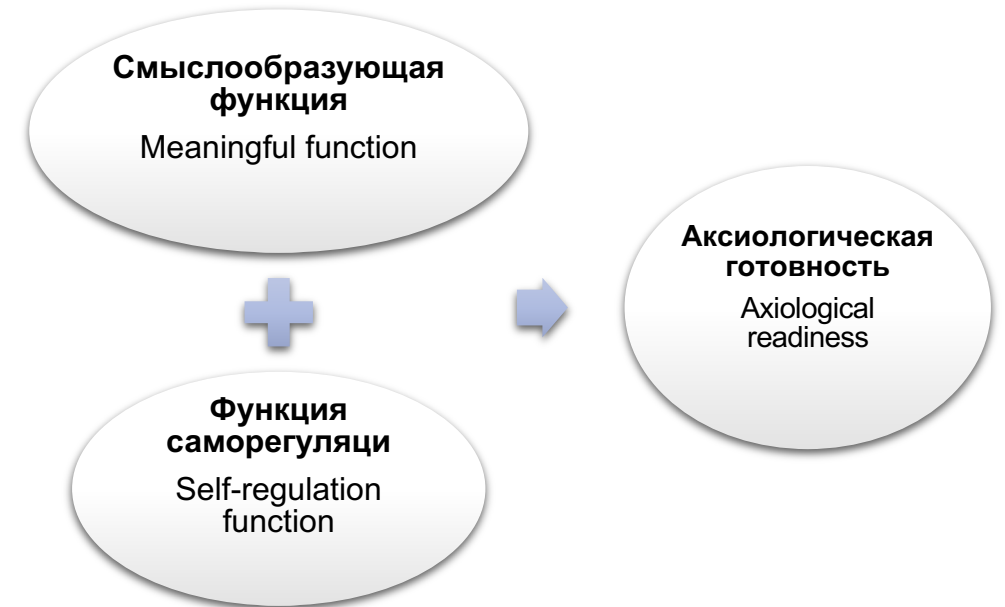 Смыслообразующая
функция
Meaningful function
Функция
саморегуляци
Self-regulation
function
Аксиологическая
готовность
Axiological
readiness